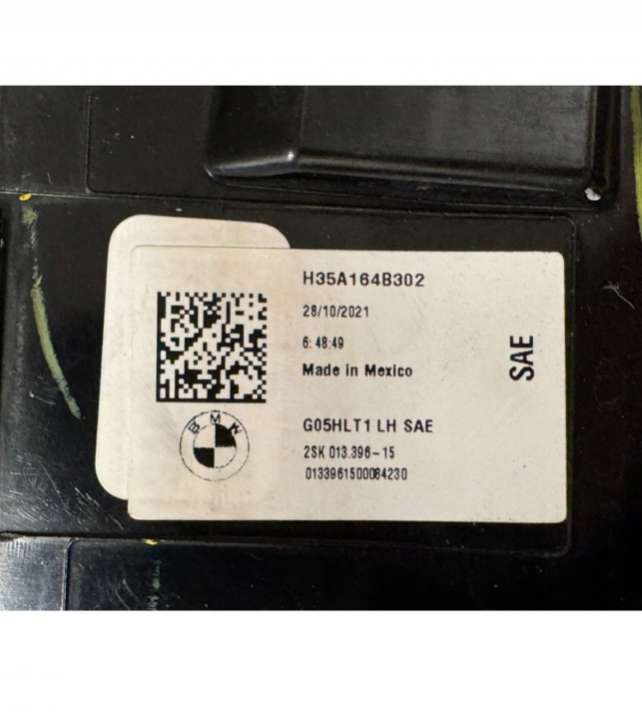 H35A164B302
28/10/2021
6:48:49
Made in Mexico
SAE
BMW
G05HLT1 LH SAE
2SK 013.396-15
0133961500084230